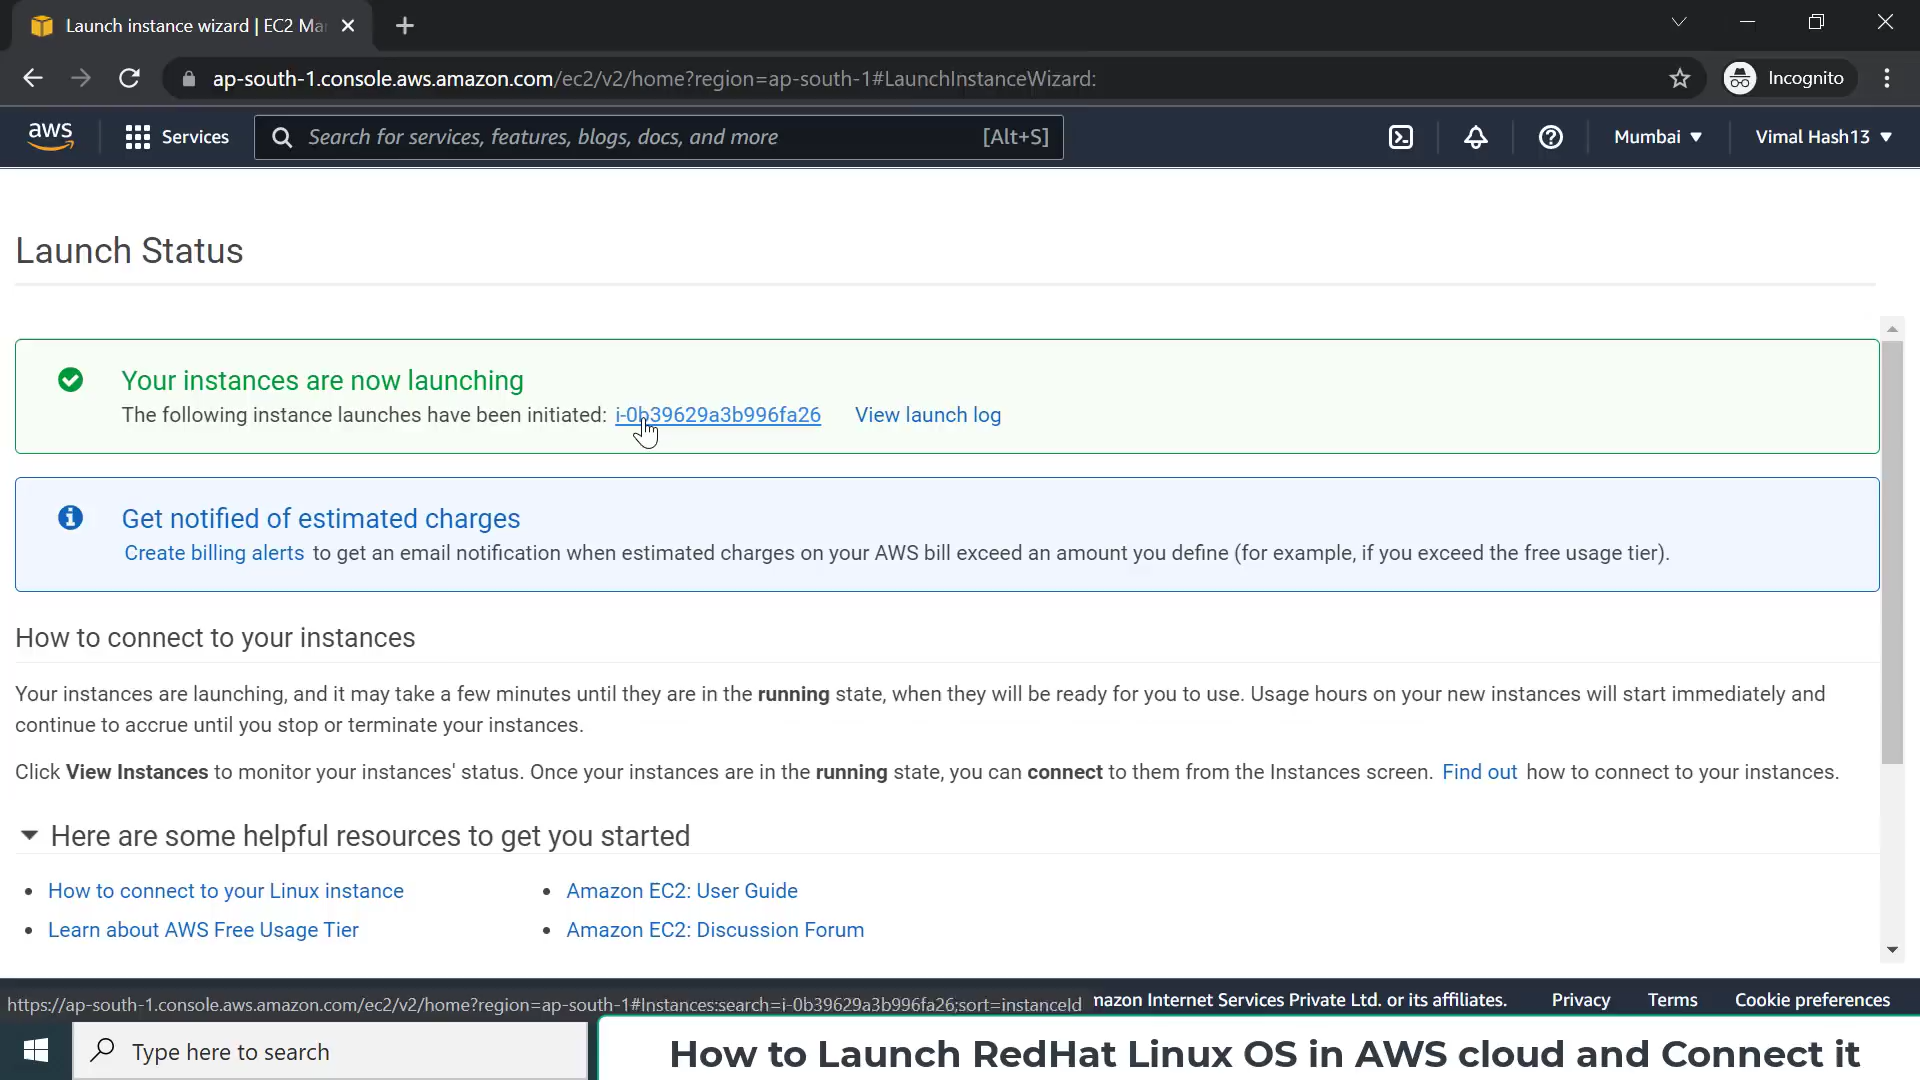 Launch instance wizard | EC2 Ma
ap-south-1.console.aws.amazon.com/ec2/v2/home?region=ap-south-1#LaunchInstanceWizard:
Incognito
aws
Services
Search for services, features, blogs, docs, and more
[Alt+S]
Mumbai
Vimal Hash13
Launch Status
Your instances are now launching
The following instance launches have been initiated: i-0b39629a3b996fa26 View launch log
Get notified of estimated charges
Create billing alerts to get an email notification when estimated charges on your AWS bill exceed an amount you define (for example, if you exceed the free usage tier).
How to connect to your instances
Your instances are launching, and it may take a few minutes until they are in the running state, when they will be ready for you to use. Usage hours on your new instances will start immediately and
continue to accrue until you stop or terminate your instances.
Click View Instances to monitor your instances' status. Once your instances are in the running state, you can connect to them from the Instances screen. Find out how to connect to your instances.
Here are some helpful resources to get you started
• How to connect to your Linux instance
• Amazon EC2: User Guide
• Learn about AWS Free Usage Tier
• Amazon EC2: Discussion Forum
https://ap-south-1.console.aws.amazon.com/ec2/v2/home?region=ap-south-1#Instances:search=i-0b39629a3b996fa26;sort=instanceId
mazon Internet Services Private Ltd. or its affiliates.
Privacy
Terms
Cookie preferences
Type here to search
How to Launch RedHat Linux OS in AWS cloud and Connect it